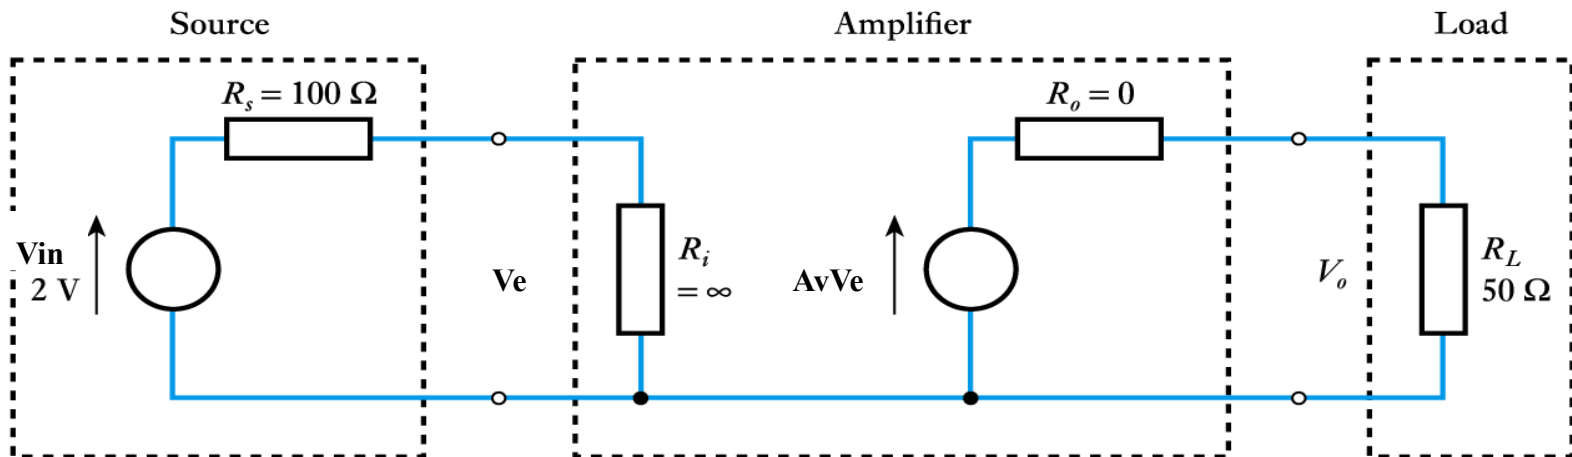 Source
Amplifier
Load
Rs = 100 Ω
Ro = 0
Vin
2 V
Ve
Ri
= ∞
AvVe
Vo
RL
50 Ω